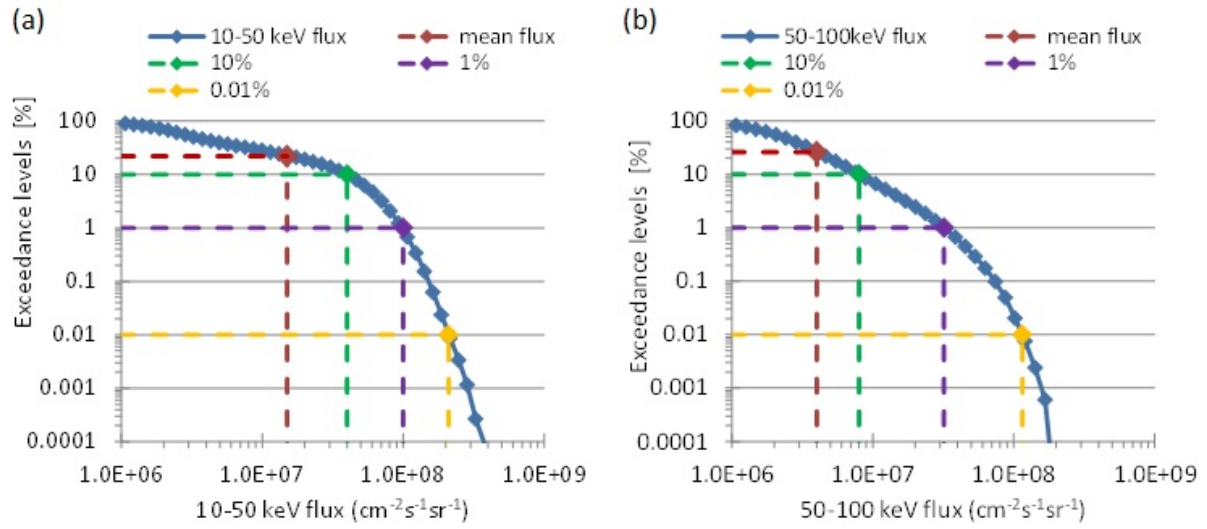 (a)
10-50 keV flux
mean flux
10%
1%
0.01%
Exceedance levels [%]
100
10
1
0.1
0.01
0.001
0.0001
1.0E+06 1.0E+07 1.0E+08 1.0E+09
10-50 keV flux (cm⁻²s⁻¹sr⁻¹)
(b)
50-100keV flux
mean flux
10%
1%
0.01%
Exceedance levels [%]
100
10
1
0.1
0.01
0.001
0.0001
1.0E+06 1.0E+07 1.0E+08 1.0E+09
50-100 keV flux (cm⁻²s⁻¹sr⁻¹)